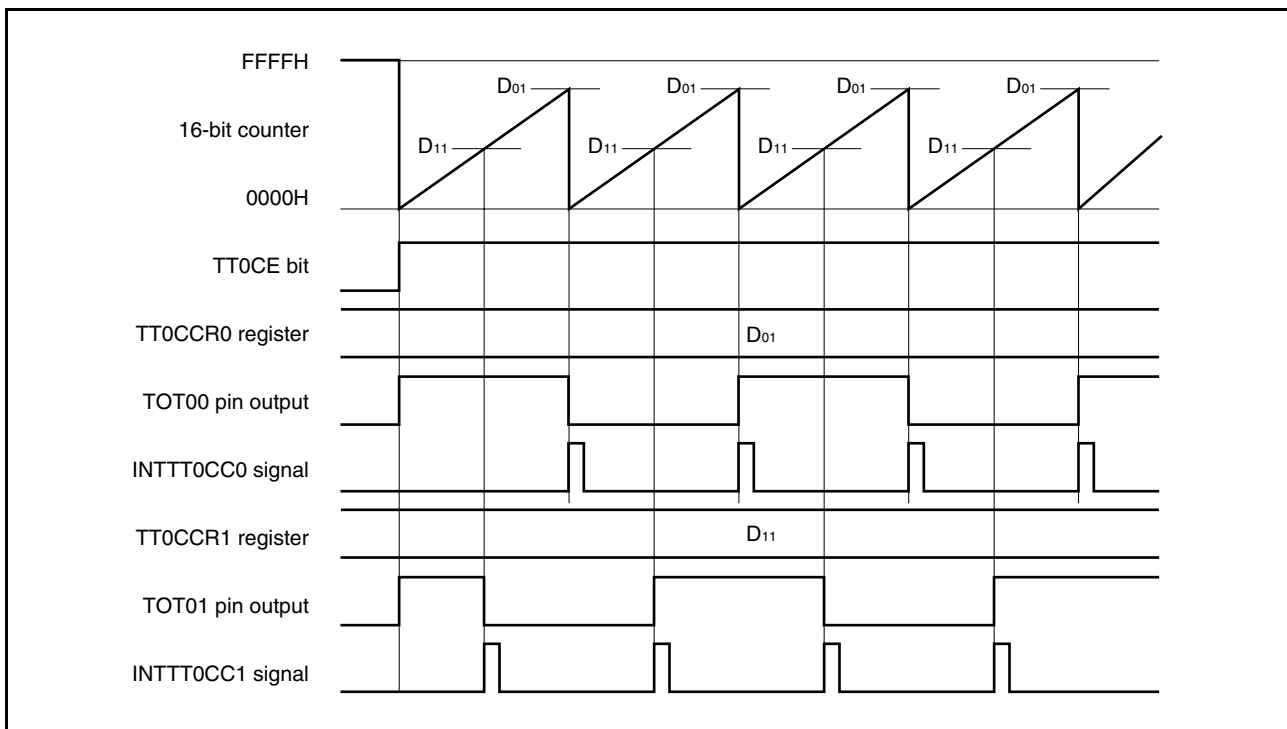 FFFFH
D01 D01 D01 D01
16-bit counter
D11 D11 D11 D11
0000H
TT0CE bit
TT0CCR0 register
D01
TOT00 pin output
INTTT0CC0 signal
TT0CCR1 register
D11
TOT01 pin output
INTTT0CC1 signal